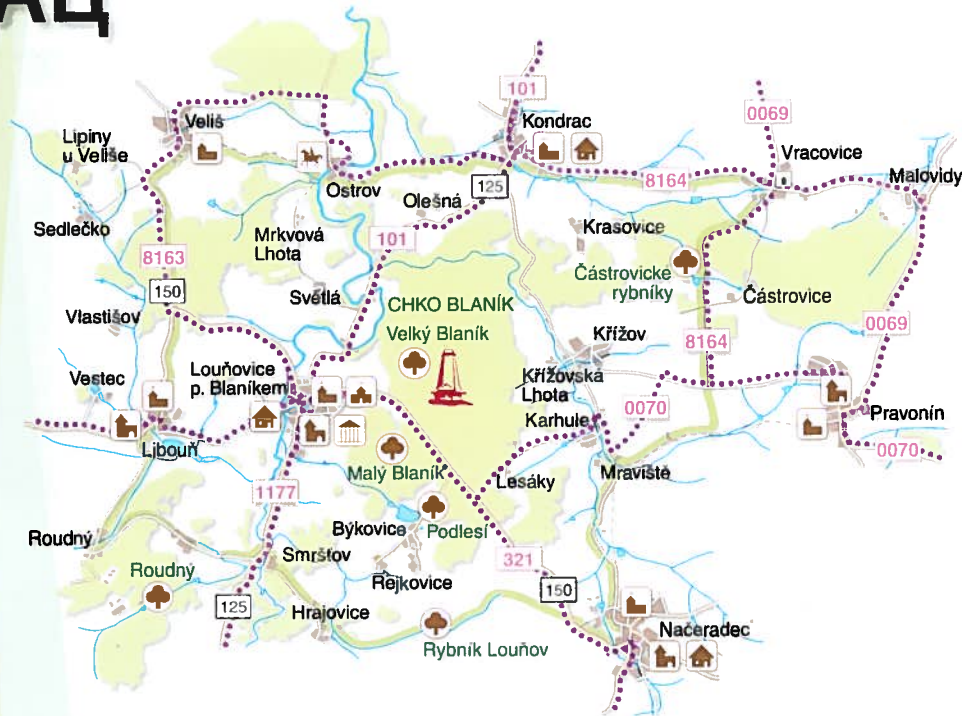 АЦ
101
Kondrac
0069
Veliš
Lipiny
u Veliše
Vracovice
8164
Malovidy
Ostrov
125
Olešná
Sedlečko
Mrkvová
Lhota
101
Krasovice
8163
Částrovické
rybníky
150
Světlá
CHKO BLANÍK
Částrovice
Vlastišov
Velký Blaník
Křížov
8164
0069
Vestec
Louňovice
p. Blaníkem
Křížovská
Lhota
0070
Karhule
Pravonín
Libouň
0070
Malý Blaník
Lesáky
Mraviště
1177
Býkovice
Podlesí
Roudný
Smršťov
321
Roudný
Rejkovice
150
125
Hrajovice
Načeradec
Rybník Louňov